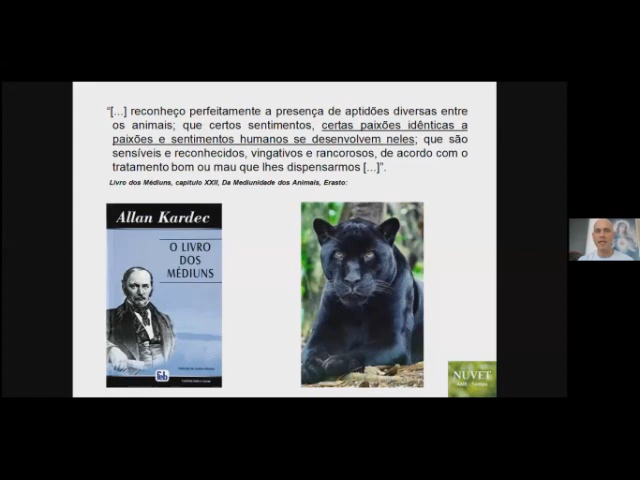 “[...] reconheço perfeitamente a presença de aptidões diversas entre
os animais; que certos sentimentos, certas paixões idênticas a
paixões e sentimentos humanos se desenvolvem neles; que são
sensíveis e reconhecidos, vingativos e rancorosos, de acordo com o
tratamento bom ou mau que lhes dispensarmos [...]”.
Livro dos Médiuns, capítulo XXII, Da Mediunidade dos Animais, Erasto:
Allan Kardec
O LIVRO
DOS
MÉDIUNS
feb
NUVET